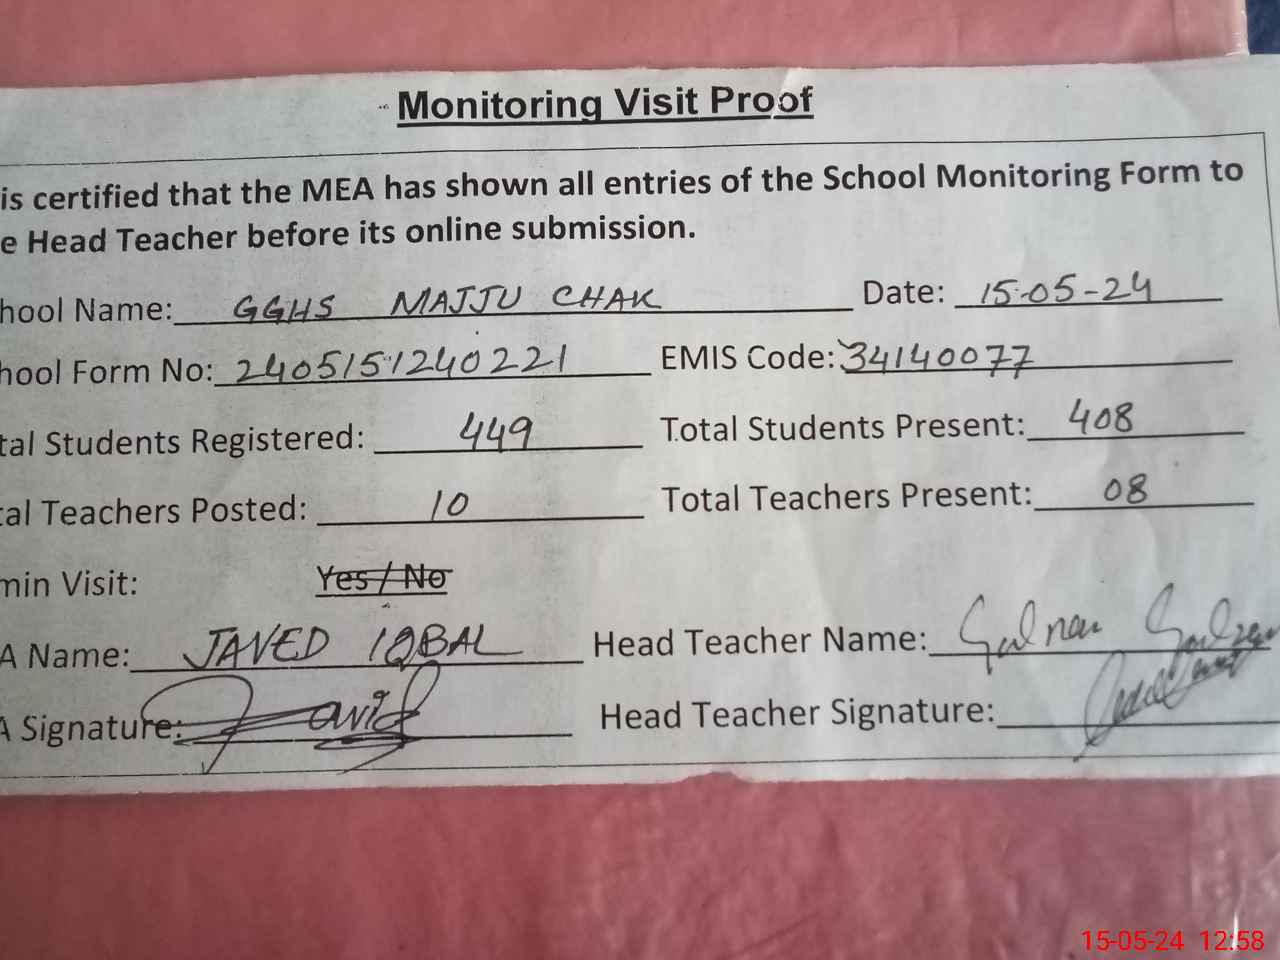 Monitoring Visit Proof
is certified that the MEA has shown all entries of the School Monitoring Form to
e Head Teacher before its online submission.
hool Name: GGHS MAJJU CHAK Date: 15-05-24
hool Form No: 2405151240221 EMIS Code: 34140077
tal Students Registered: 449 Total Students Present: 408
tal Teachers Posted: 10 Total Teachers Present: 08
min Visit: Yes / No
A Name: JAVED IQBAL Head Teacher Name:
A Signature: Head Teacher Signature:
15-05-24 12:58